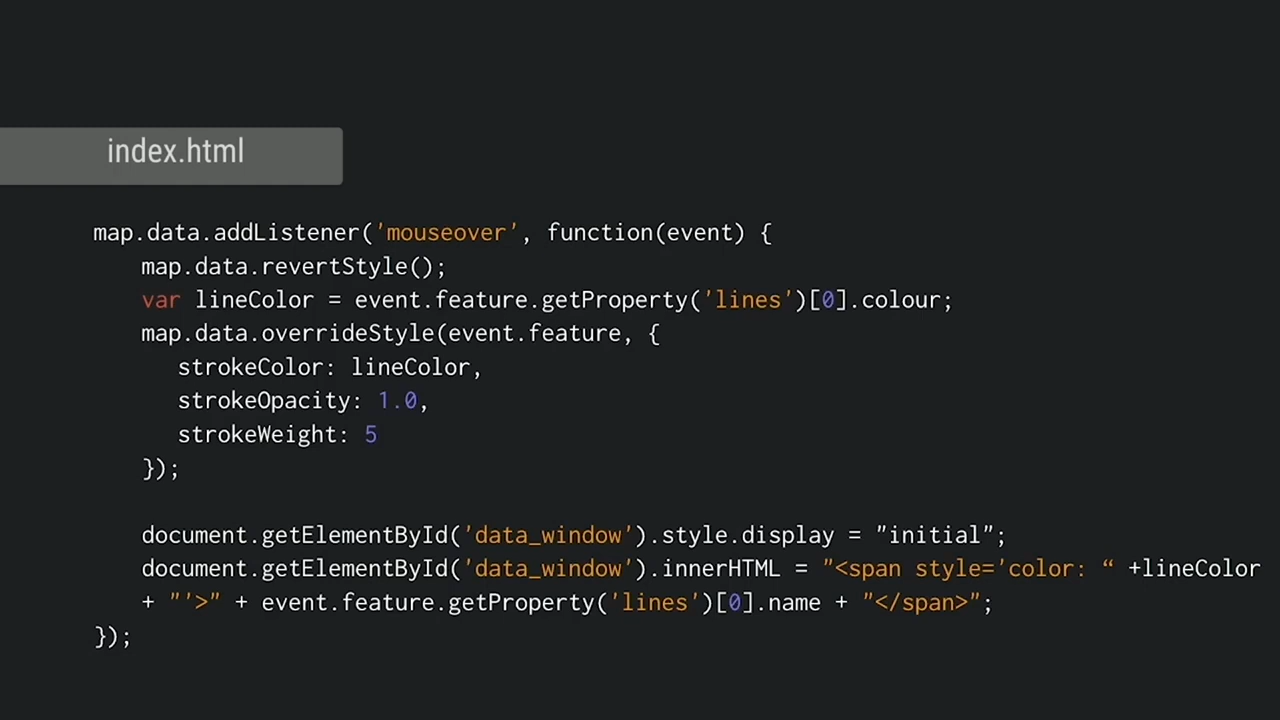 index.html
map.data.addListener('mouseover', function(event) {
map.data.revertStyle();
var lineColor = event.feature.getProperty('lines')[0].colour;
map.data.overrideStyle(event.feature, {
strokeColor: lineColor,
strokeOpacity: 1.0,
strokeWeight: 5
});
document.getElementById('data_window').style.display = "initial";
document.getElementById('data_window').innerHTML = "<span style='color: “ +lineColor
+ "'>" + event.feature.getProperty('lines')[0].name + "</span>";
});